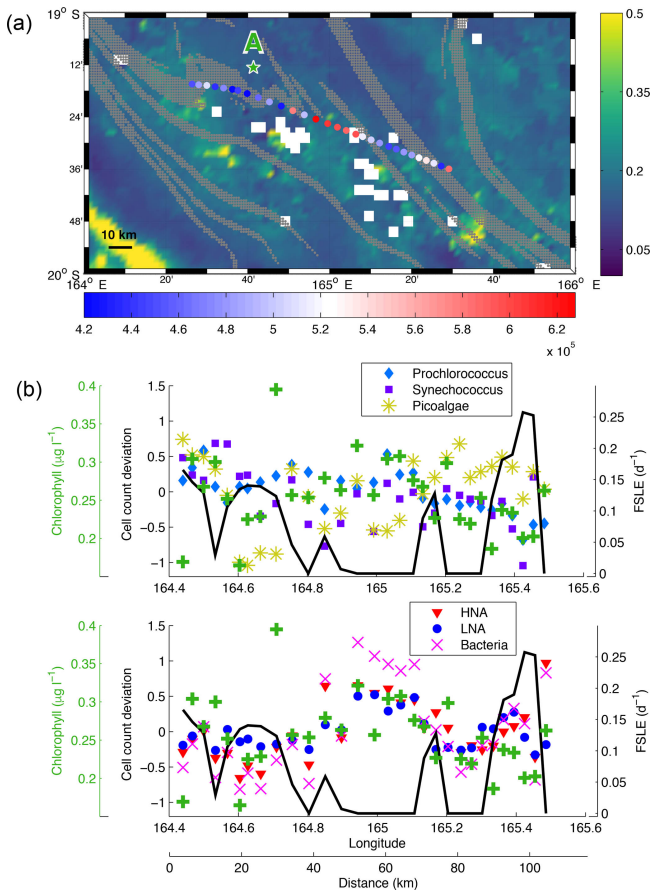 (a)
19° S
12'
24'
36'
48'
20° S
A
10 km
164° E
20'
40'
165° E
20'
40'
166° E
0.5
0.4
0.3
0.2
0.05
4.2 4.4 4.6 4.8 5 5.2 5.4 5.6 5.8 6 6.2
x 10⁵
(b)
Prochlorococcus
Synechococcus
Picoalgae
Chlorophyll (µg l⁻¹)
0.4
0.3
0.25
0.2
Cell count deviation
1.5
1
0.5
0
−0.5
−1
FSLE (d⁻¹)
0.25
0.2
0.15
0.1
0.05
0
164.4 164.6 164.8 165 165.2 165.4 165.6
HNA
LNA
Bacteria
Chlorophyll (µg l⁻¹)
0.4
0.3
0.25
0.2
Cell count deviation
1.5
1
0.5
0
−0.5
−1
FSLE (d⁻¹)
0.25
0.2
0.15
0.1
0.05
0
164.4 164.6 164.8 165 165.2 165.4 165.6
Longitude
0 20 40 60 80 100
Distance (km)